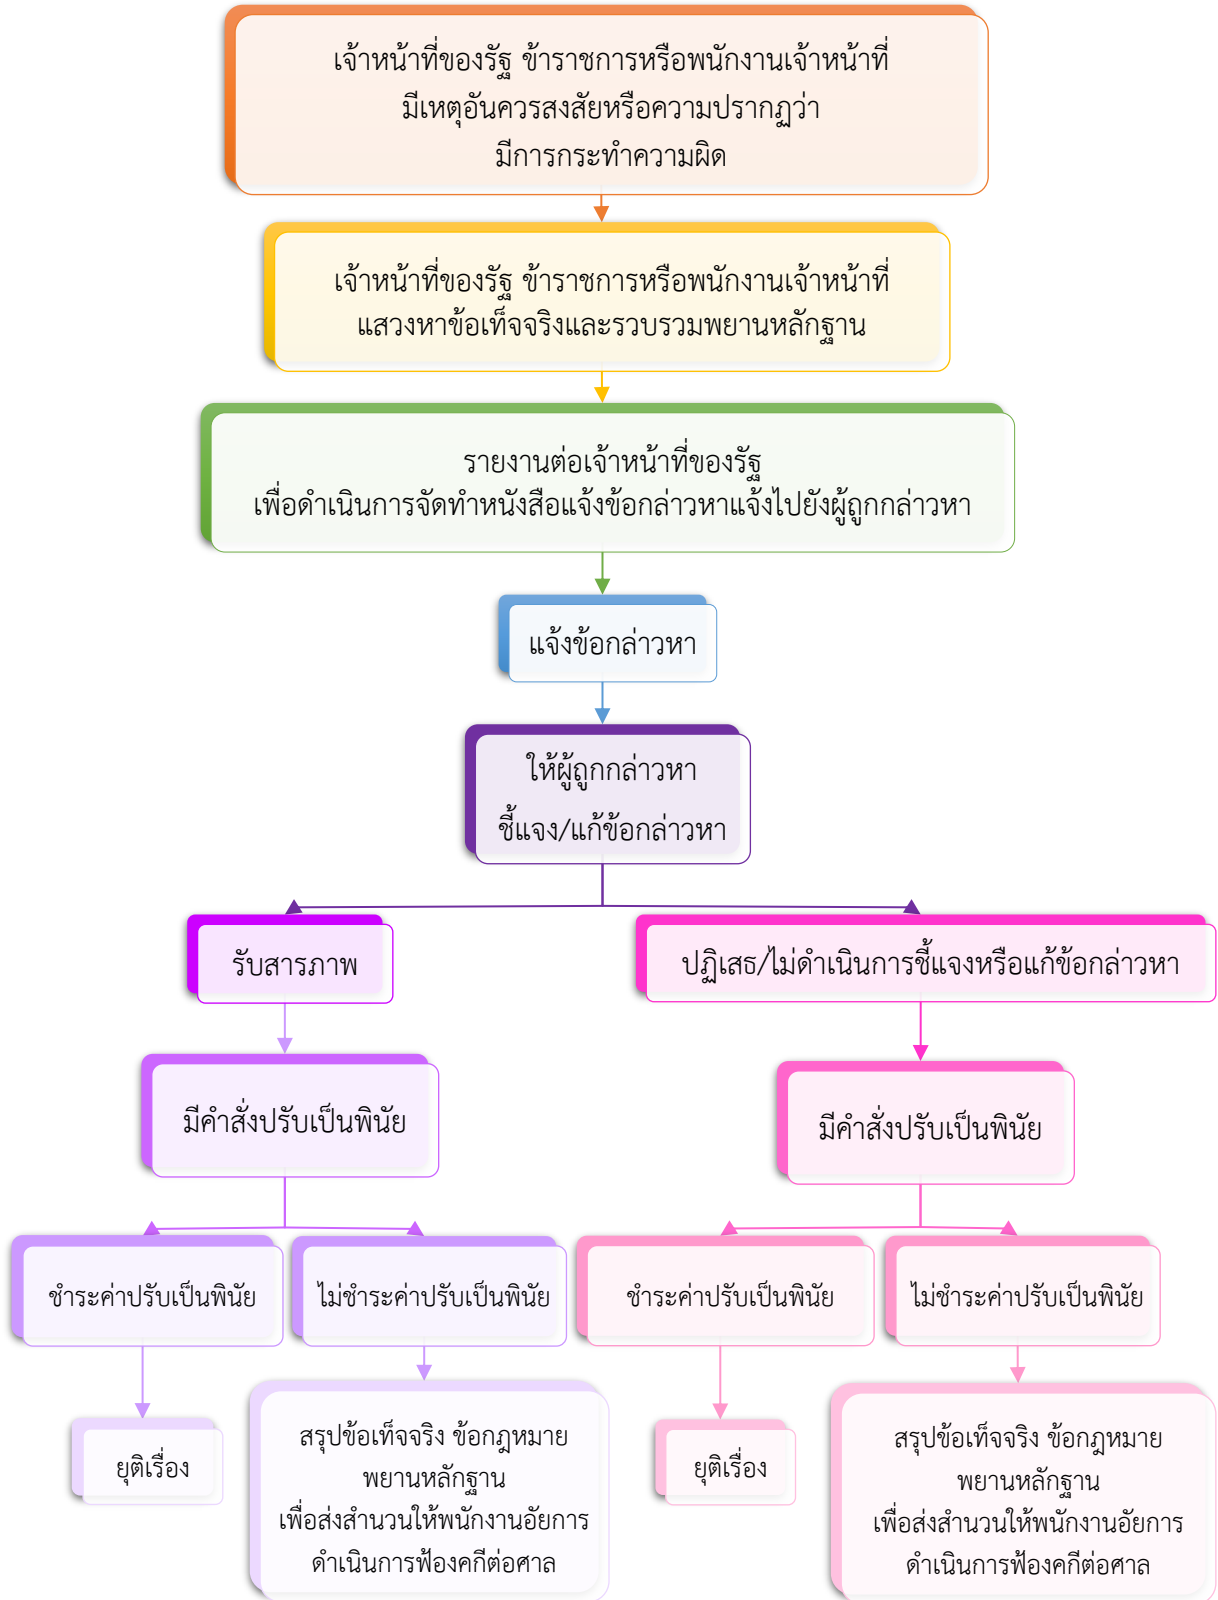 เจ้าหน้าที่ของรัฐ ข้าราชการหรือพนักงานเจ้าหน้าที่
มีเหตุอันควรสงสัยหรือความปรากฏว่า
มีการกระทำความผิด
เจ้าหน้าที่ของรัฐ ข้าราชการหรือพนักงานเจ้าหน้าที่
แสวงหาข้อเท็จจริงและรวบรวมพยานหลักฐาน
รายงานต่อเจ้าหน้าที่ของรัฐ
เพื่อดำเนินการจัดทำหนังสือแจ้งข้อกล่าวหาแจ้งไปยังผู้ถูกกล่าวหา
แจ้งข้อกล่าวหา
ให้ผู้ถูกกล่าวหา
ชี้แจง/แก้ข้อกล่าวหา
รับสารภาพ
ปฏิเสธ/ไม่ดำเนินการชี้แจงหรือแก้ข้อกล่าวหา
มีคำสั่งปรับเป็นพินัย
มีคำสั่งปรับเป็นพินัย
ชำระค่าปรับเป็นพินัย
ไม่ชำระค่าปรับเป็นพินัย
ชำระค่าปรับเป็นพินัย
ไม่ชำระค่าปรับเป็นพินัย
ยุติเรื่อง
สรุปข้อเท็จจริง ข้อกฎหมาย
พยานหลักฐาน
เพื่อส่งสำนวนให้พนักงานอัยการ
ดำเนินการฟ้องคกีต่อศาล
ยุติเรื่อง
สรุปข้อเท็จจริง ข้อกฎหมาย
พยานหลักฐาน
เพื่อส่งสำนวนให้พนักงานอัยการ
ดำเนินการฟ้องคกีต่อศาล